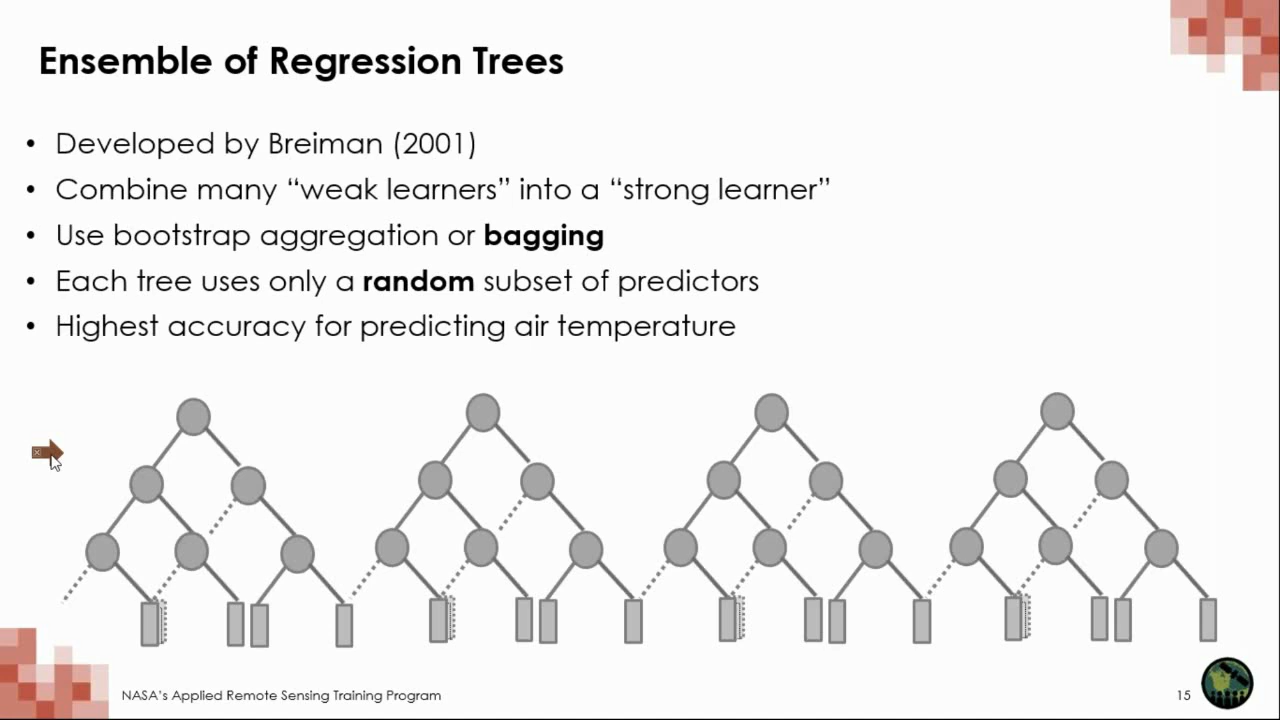 Ensemble of Regression Trees
• Developed by Breiman (2001)
• Combine many “weak learners” into a “strong learner”
• Use bootstrap aggregation or bagging
• Each tree uses only a random subset of predictors
• Highest accuracy for predicting air temperature
NASA’s Applied Remote Sensing Training Program
15